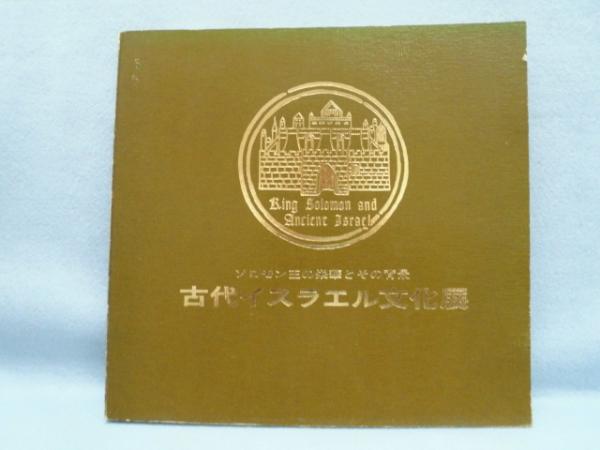 King Solomon and
Ancient Israel
ソロモン王の栄華とその背景
古代イスラエル文化展